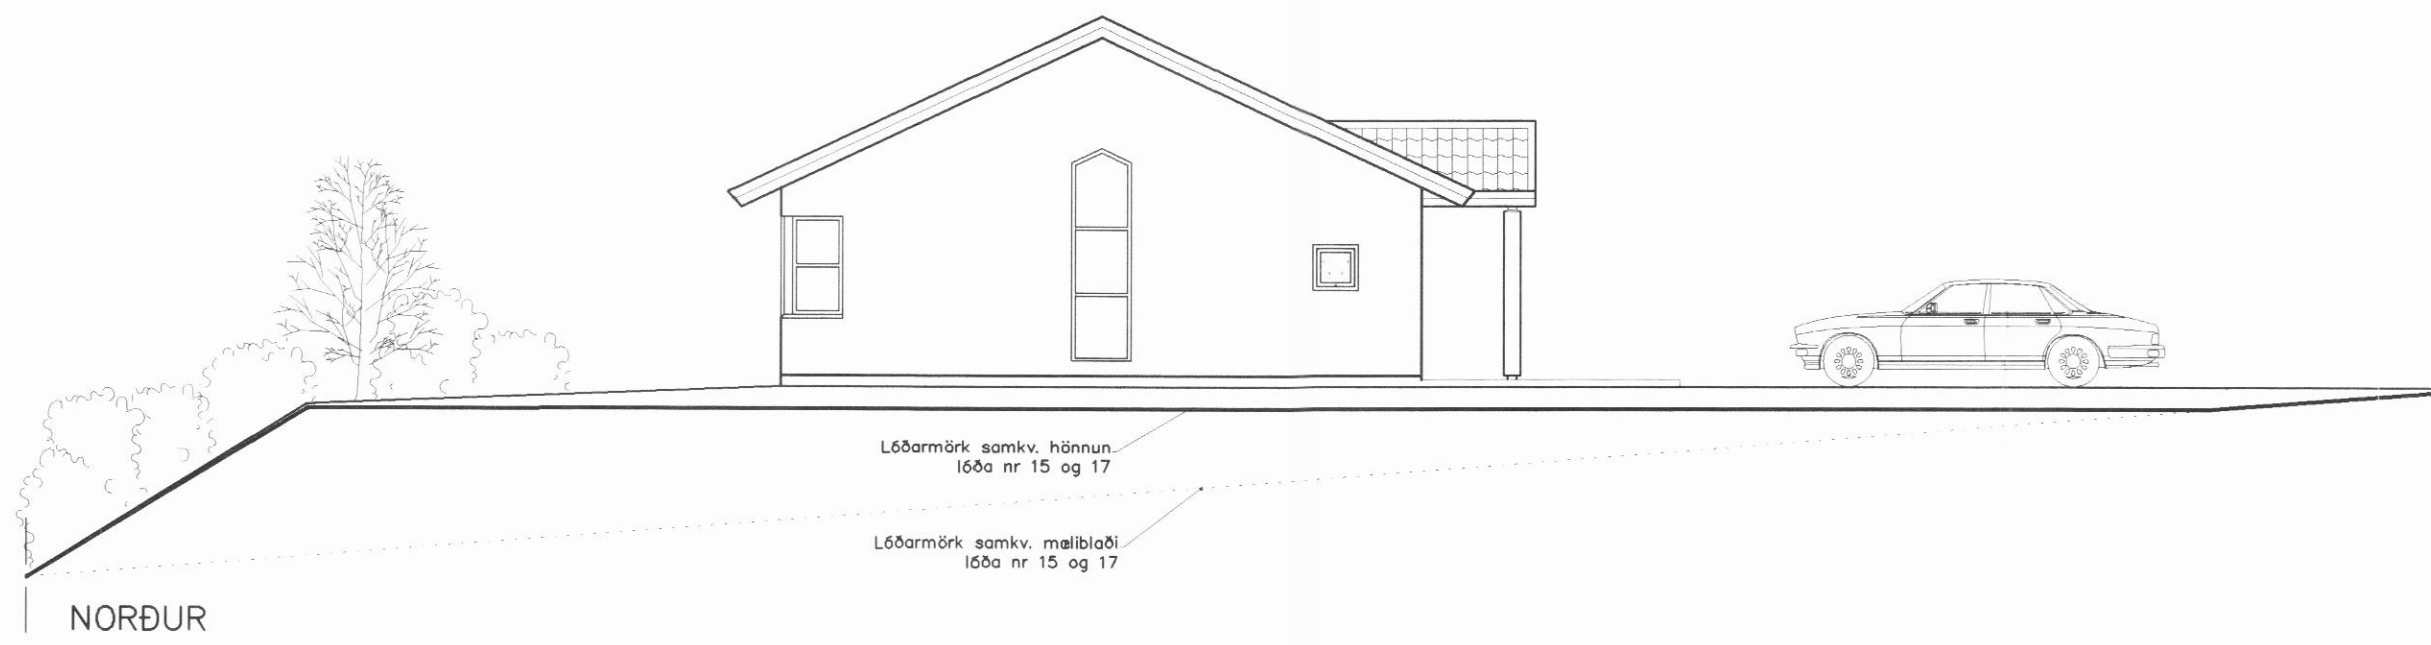 Lóðarmörk samkv. hönnun
lóða nr 15 og 17
Lóðarmörk samkv. mæliblaði
lóða nr 15 og 17
NORÐUR